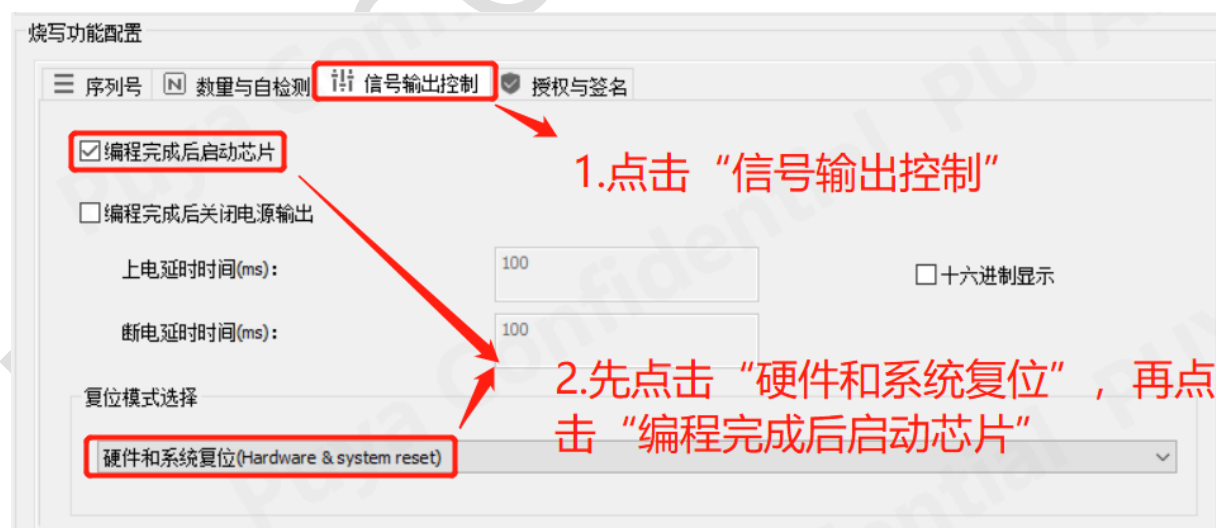 烧写功能配置
序列号 数量与自检测 信号输出控制 授权与签名
编程完成后启动芯片
1.点击“信号输出控制”
编程完成后关闭电源输出
上电延时时间(ms): 100 十六进制显示
断电延时时间(ms): 100
2.先点击“硬件和系统复位”，再点
击“编程完成后启动芯片”
复位模式选择
硬件和系统复位(Hardware & system reset)
Puya Confidential PUYA